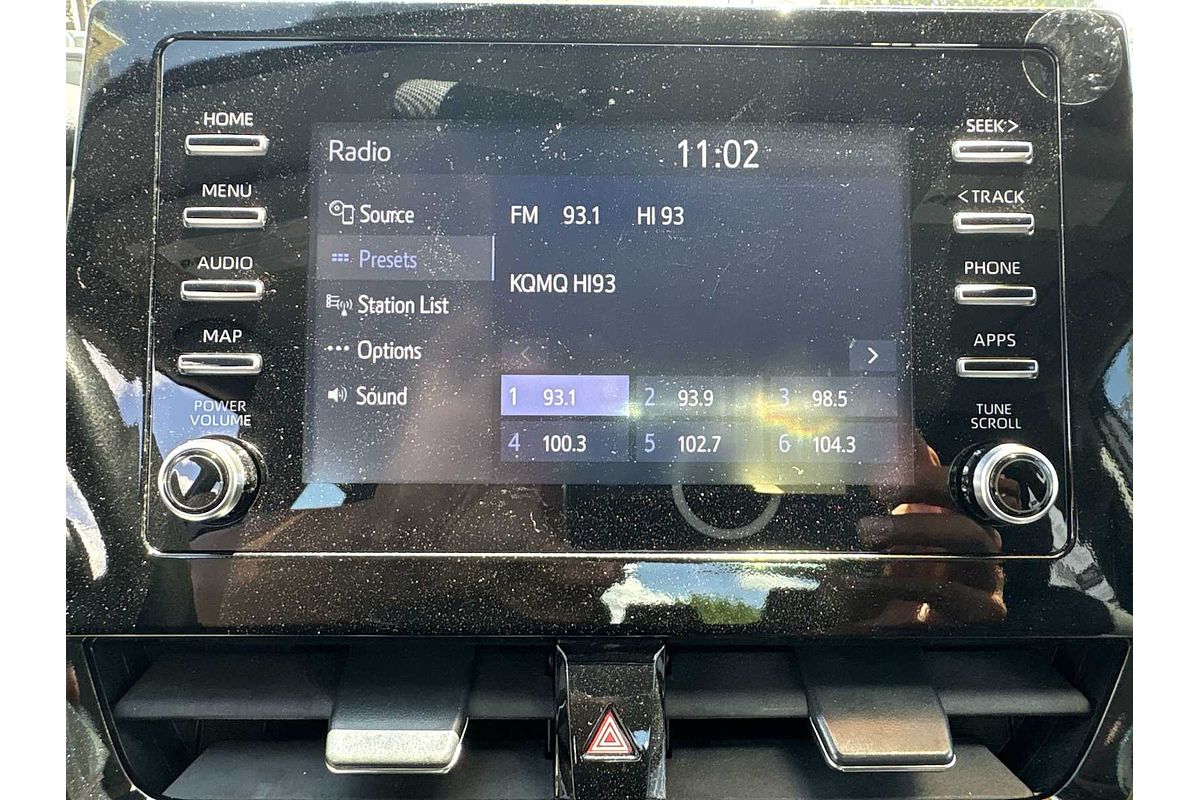 HOME
MENU
AUDIO
MAP
POWER
VOLUME
Radio
11:02
Source
Presets
Station List
Options
Sound
FM 93.1 HI 93
KQMQ HI93
1 93.1 2 93.9 3 98.5
4 100.3 5 102.7 6 104.3
SEEK >
< TRACK
PHONE
APPS
TUNE
SCROLL